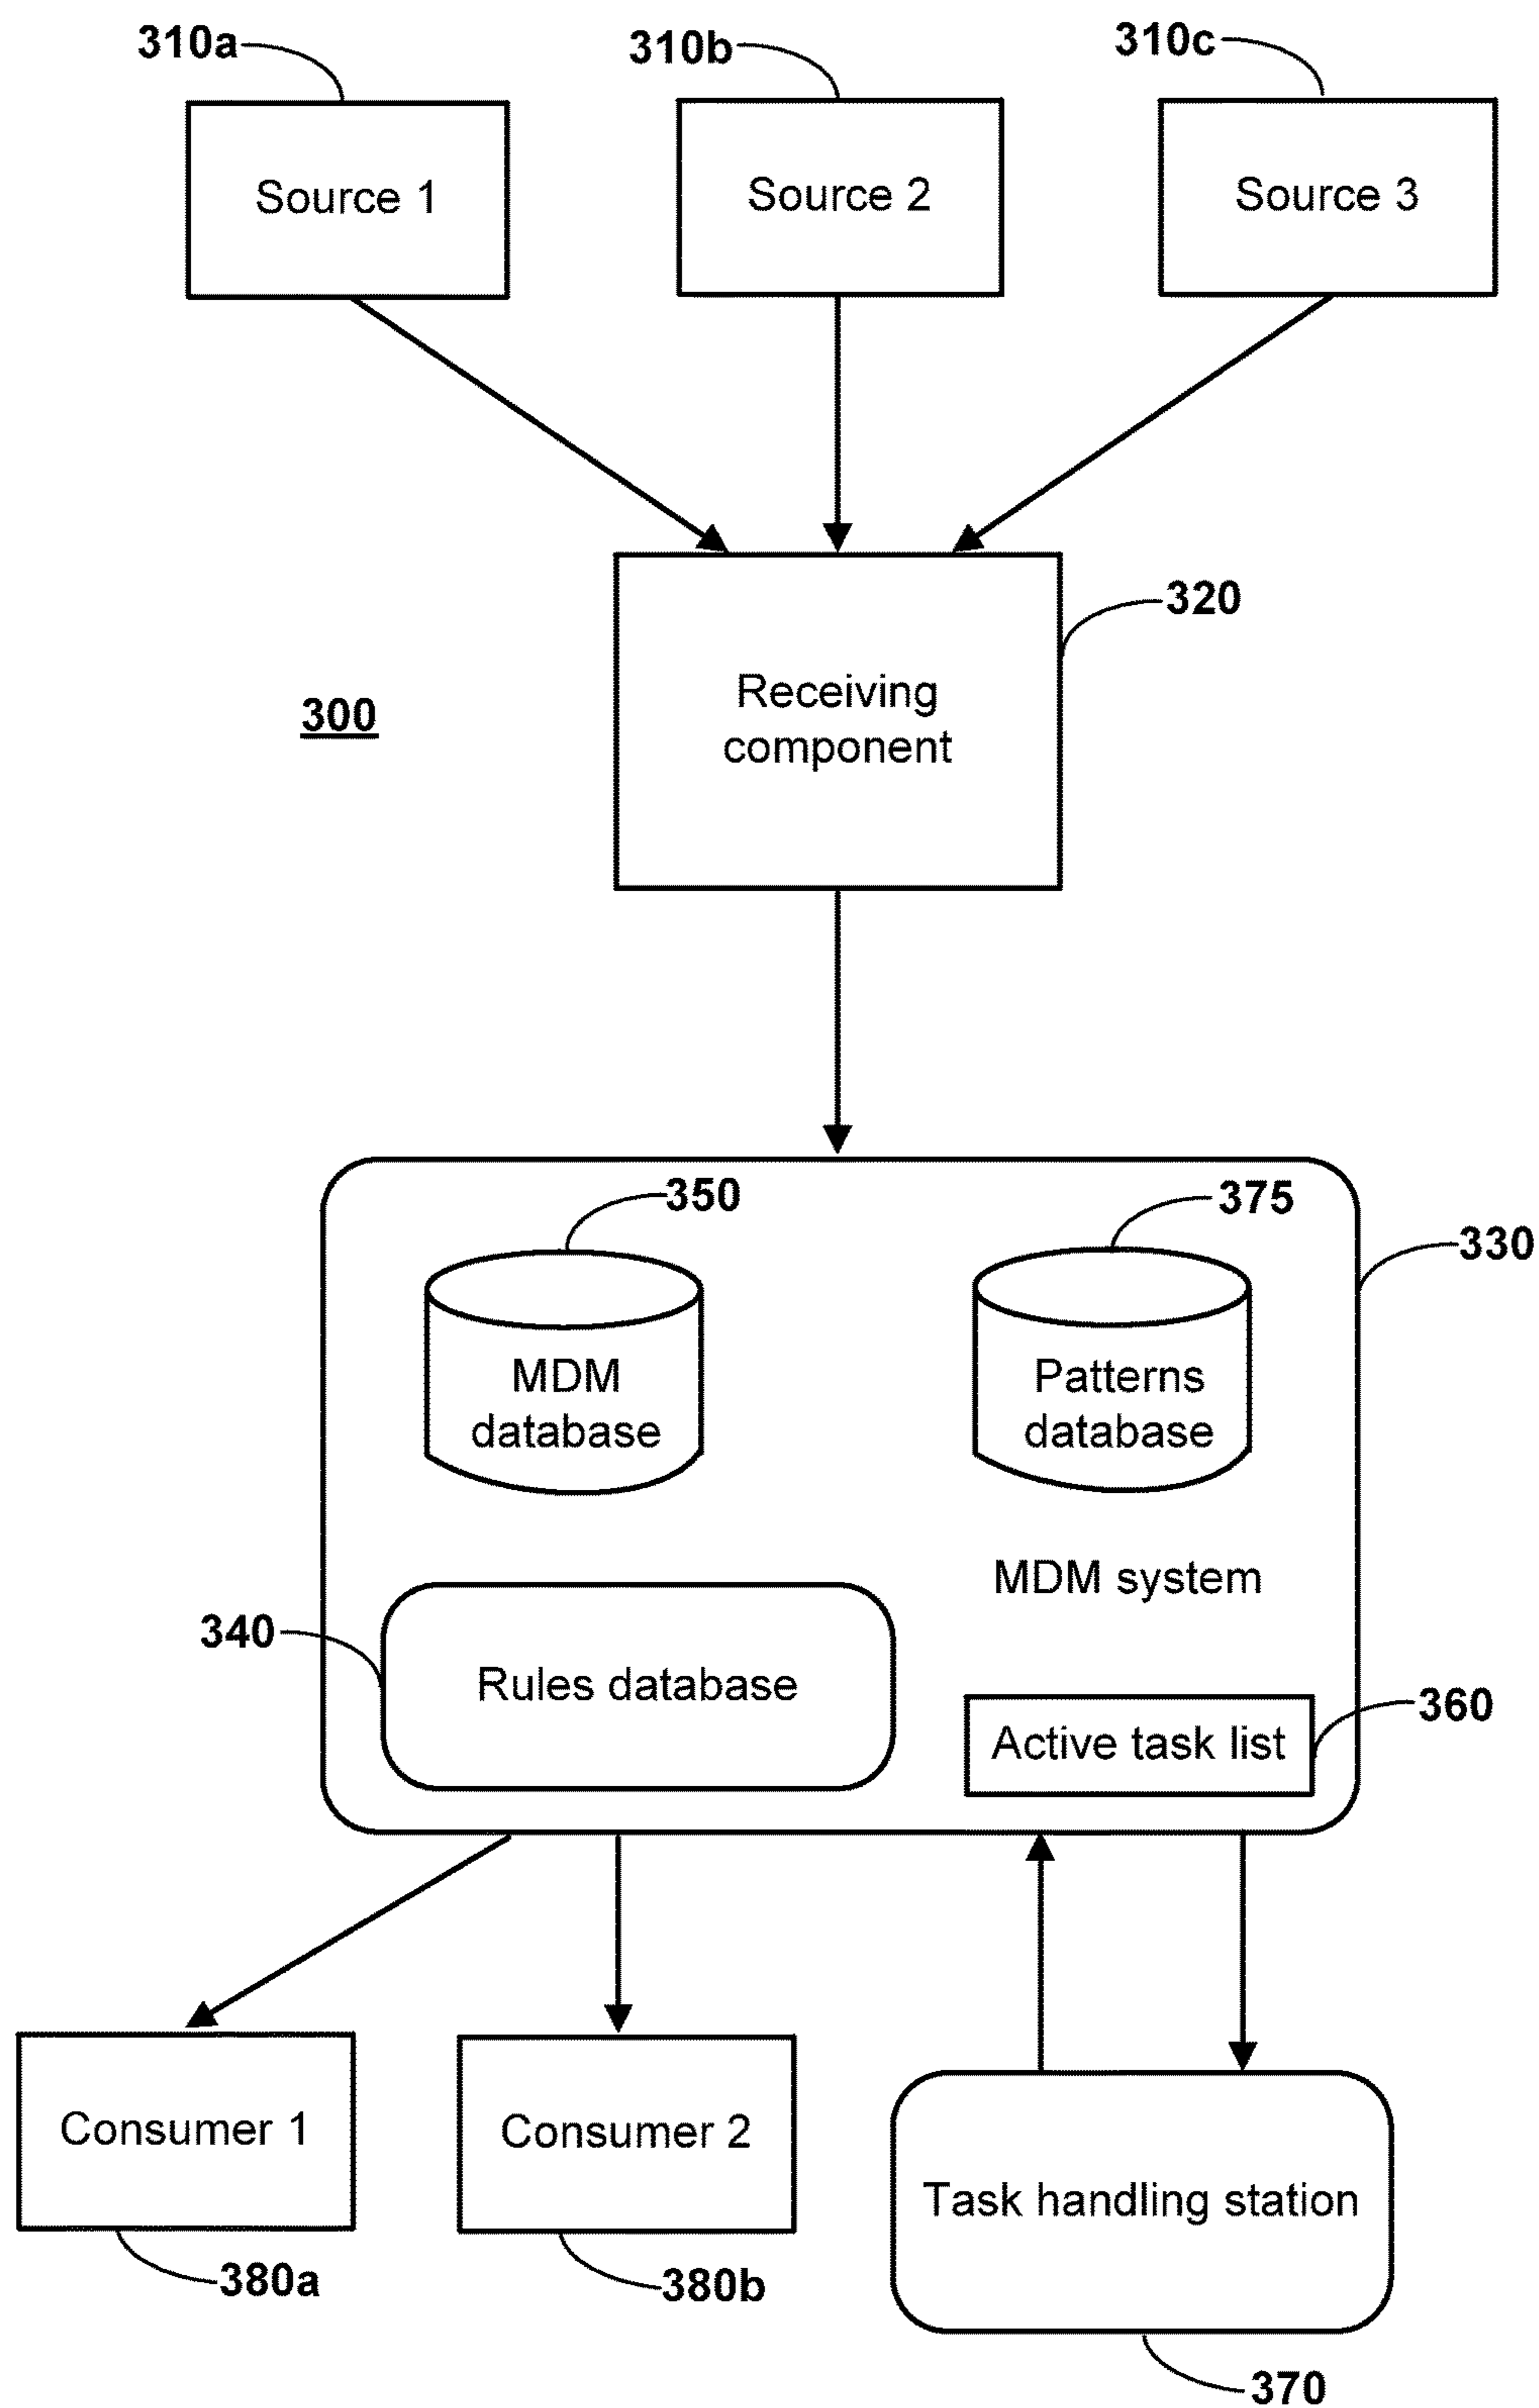 310a
310b
310c
Source 1
Source 2
Source 3
320
Receiving
component
300
350
375
330
MDM
database
Patterns
database
MDM system
340
Rules database
360
Active task list
Consumer 1
Consumer 2
Task handling station
380a
380b
370